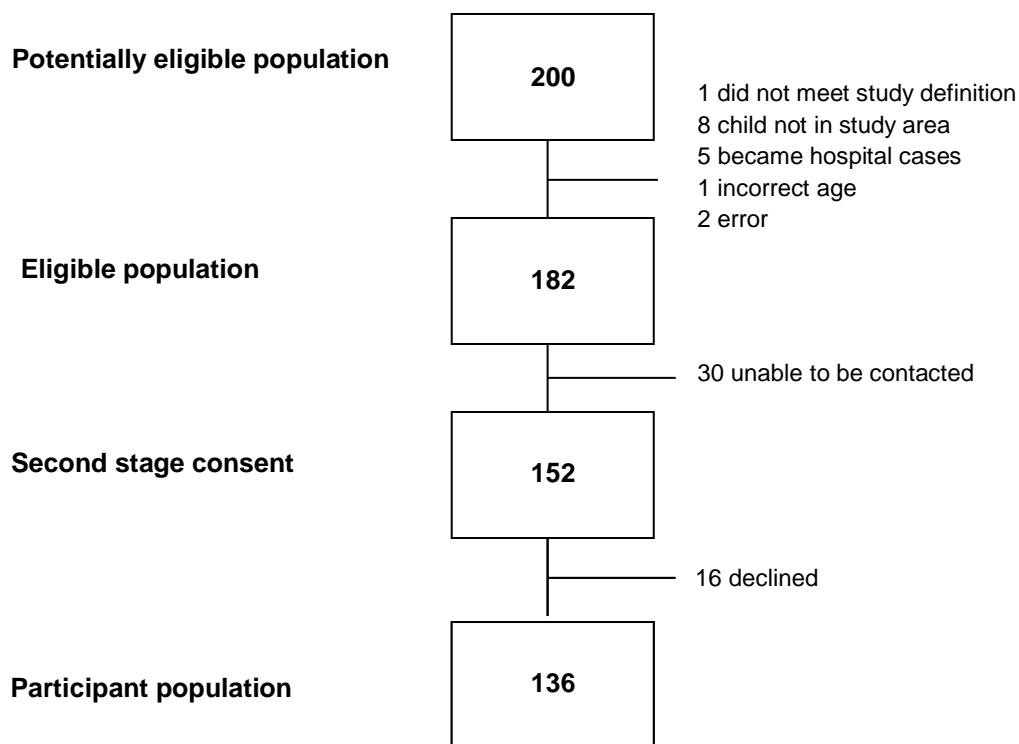 Potentially eligible population
200
1 did not meet study definition
8 child not in study area
5 became hospital cases
1 incorrect age
2 error
Eligible population
182
30 unable to be contacted
Second stage consent
152
16 declined
Participant population
136